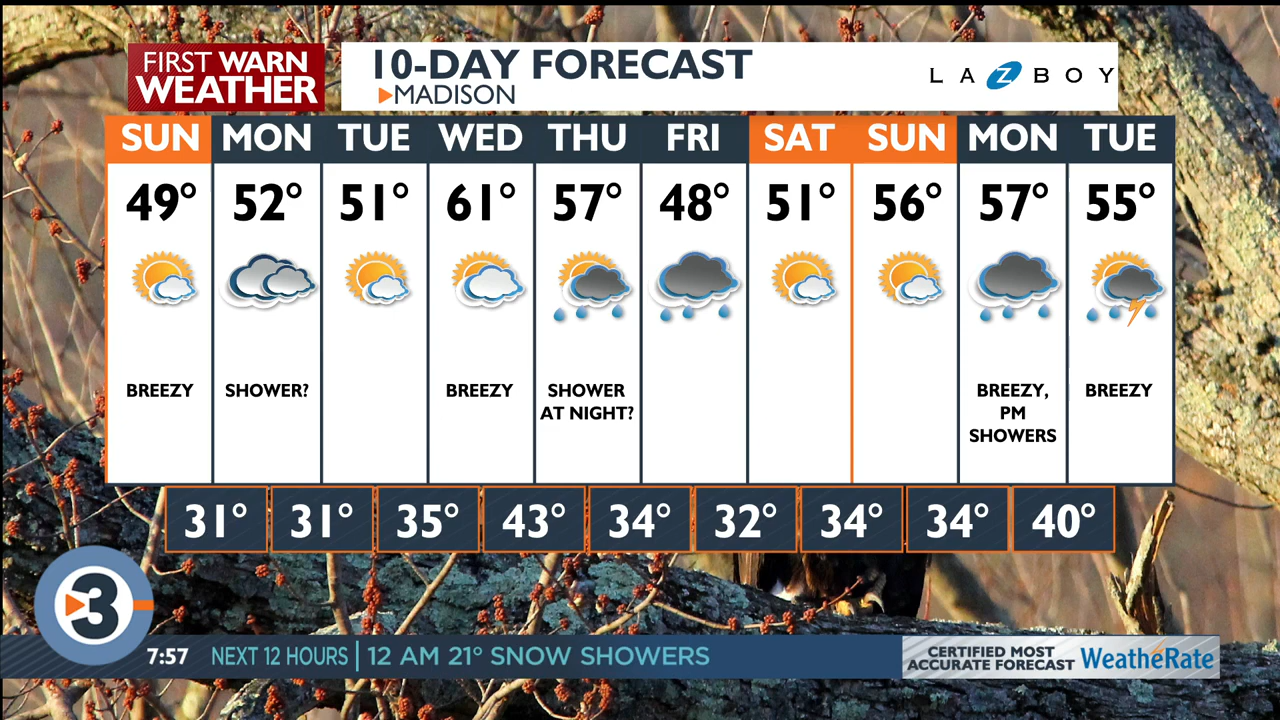 FIRST WARN
WEATHER
10-DAY FORECAST
MADISON
LA Z BOY
SUN MON TUE WED THU FRI SAT SUN MON TUE
49° 52° 51° 61° 57° 48° 51° 56° 57° 55°
BREEZY
SHOWER?
BREEZY
SHOWER
AT NIGHT?
BREEZY,
PM
SHOWERS
BREEZY
31° 31° 35° 43° 34° 32° 34° 34° 40°
3
7:57 NEXT 12 HOURS | 12 AM 21° SNOW SHOWERS
CERTIFIED MOST
ACCURATE FORECAST
WeatheRate